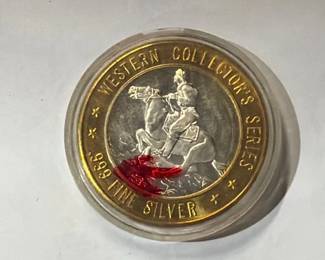 WESTERN COLLECTOR'S SERIES
.999 FINE SILVER